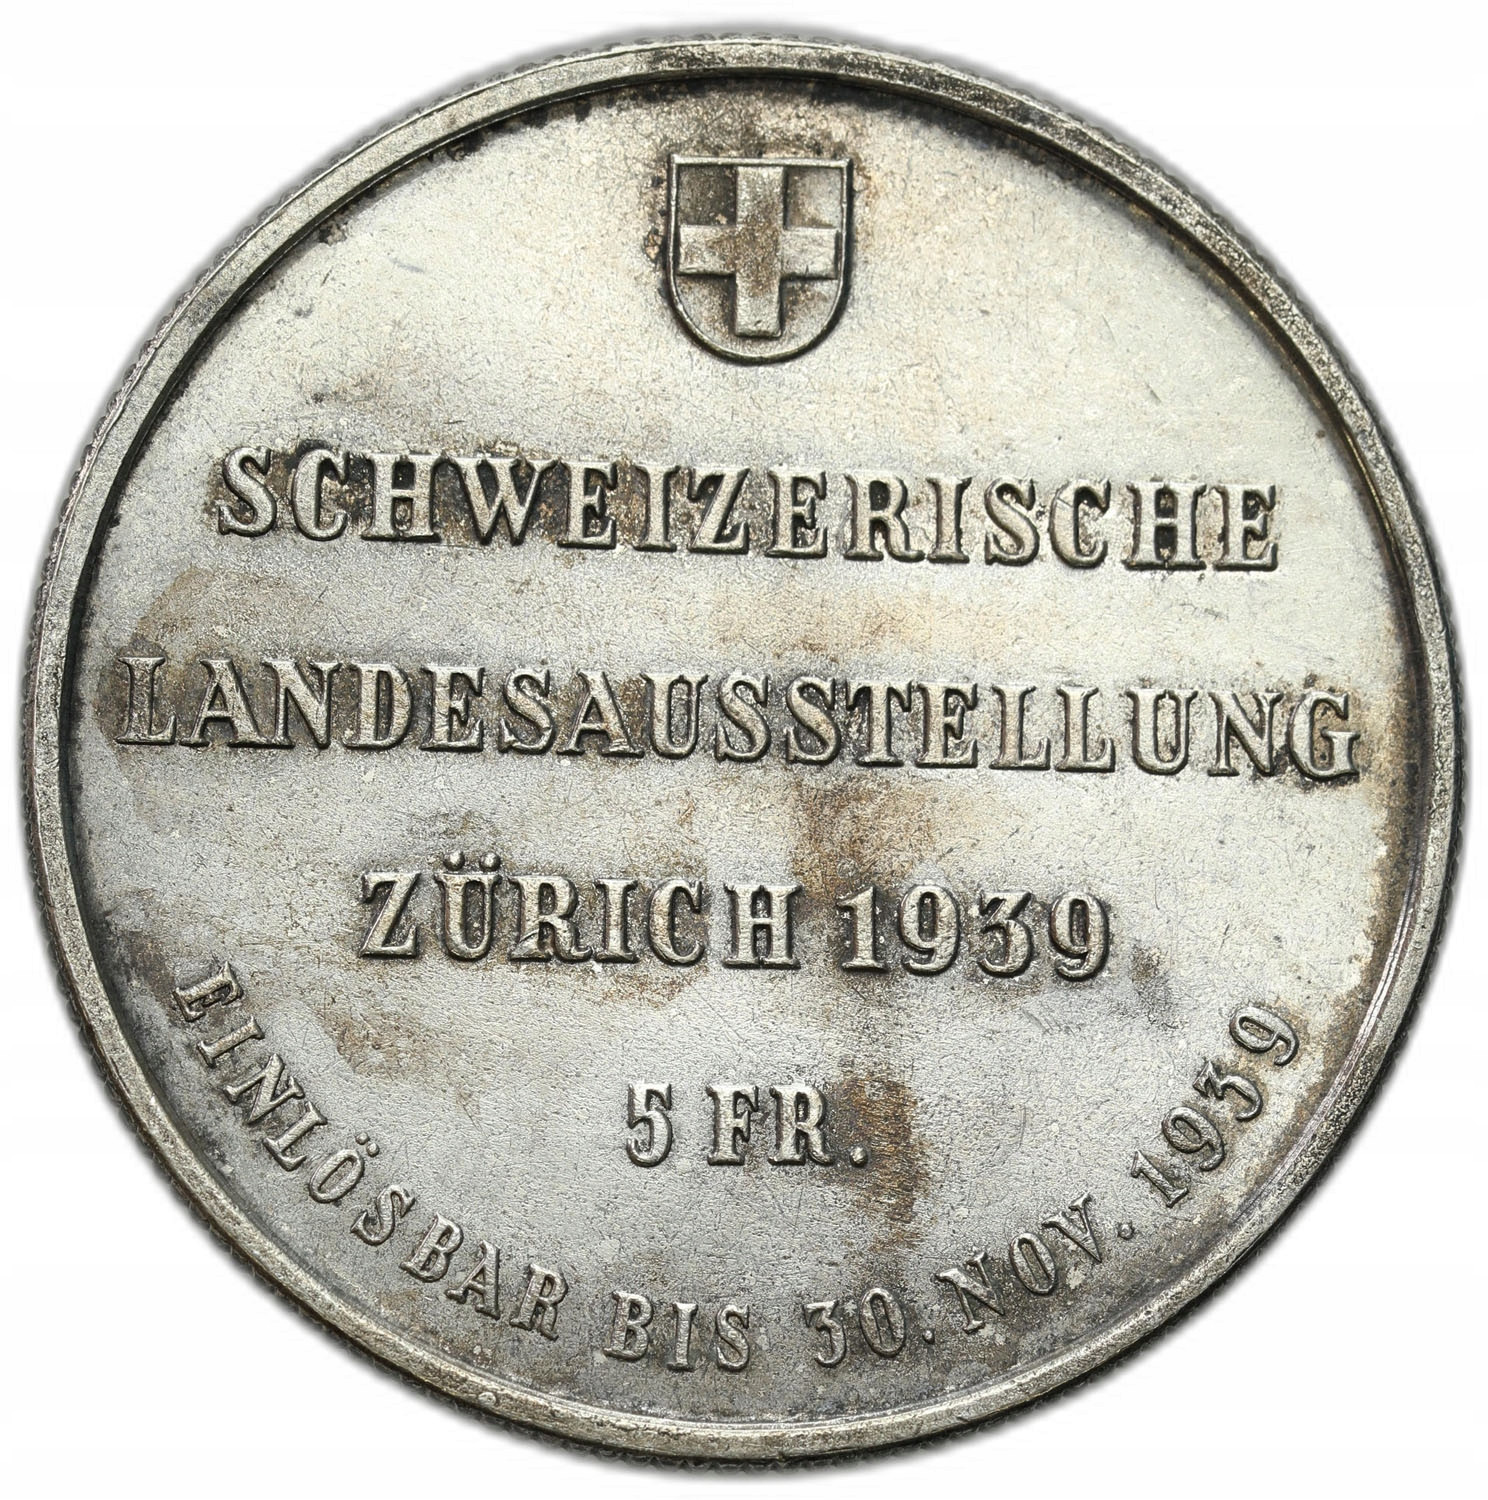 SCHWEIZERISCHE
LANDESAUSSTELLUNG
ZÜRICH 1939
5 FR.
EINLÖSBAR BIS 30. NOV. 1939